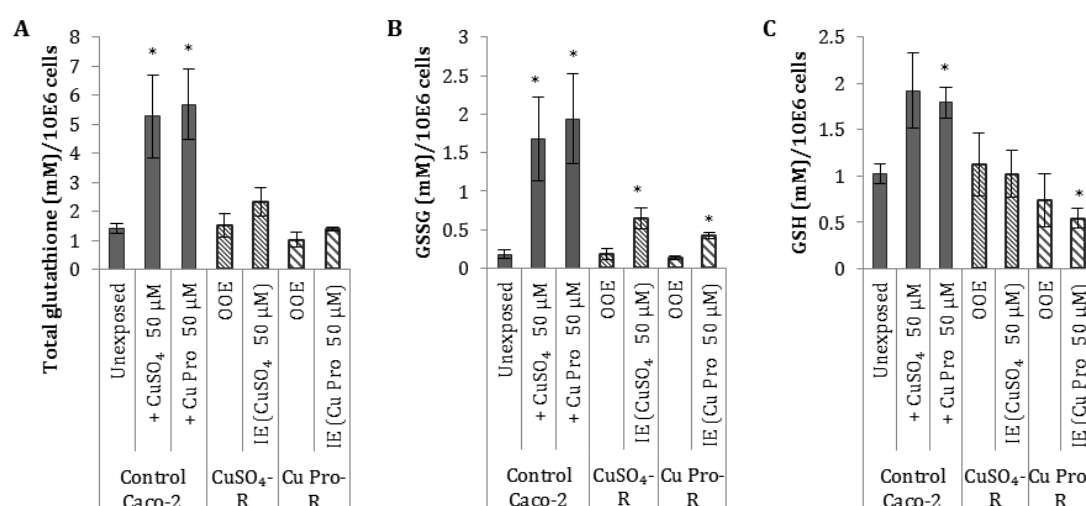 A
Total glutathione (mM)/10E6 cells
8
7
6
5
4
3
2
1
0
* *
Unexposed
+ CuSO₄ 50 µM
+ Cu Pro 50 µM
OOE
IE (CuSO₄ 50 µM)
OOE
IE (Cu Pro 50 µM)
Control Caco-2
CuSO₄-R
Cu Pro-R
B
GSSG (mM)/10E6 cells
3
2.5
2
1.5
1
0.5
0
* * * *
Unexposed
+ CuSO₄ 50 µM
+ Cu Pro 50 µM
OOE
IE (CuSO₄ 50 µM)
OOE
IE (Cu Pro 50 µM)
Control Caco-2
CuSO₄-R
Cu Pro-R
C
GSH (mM)/10E6 cells
2.5
2
1.5
1
0.5
0
* *
Unexposed
+ CuSO₄ 50 µM
+ Cu Pro 50 µM
OOE
IE (CuSO₄ 50 µM)
OOE
IE (Cu Pro 50 µM)
Control Caco-2
CuSO₄-R
Cu Pro-R